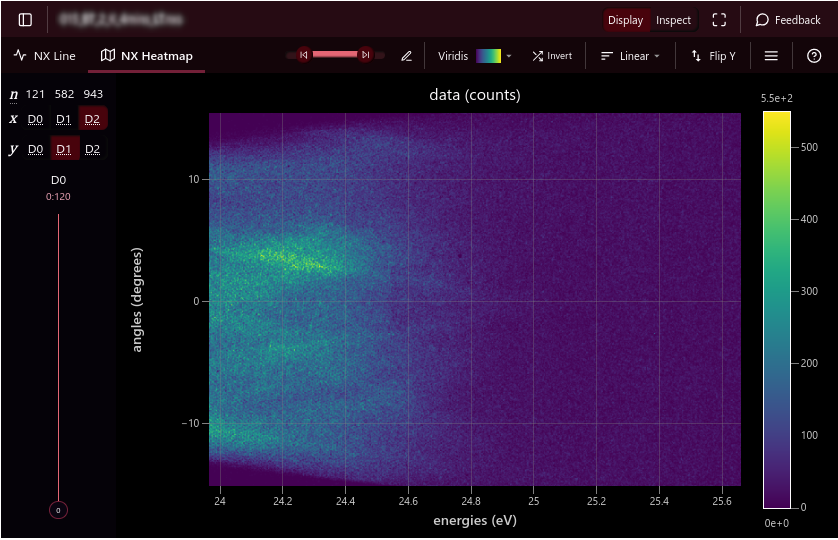 Display Inspect Feedback
NX Line NX Heatmap Viridis Invert Linear Flip Y
n 121 582 943
x D0 D1 D2
y D0 D1 D2
D0
0:120
0
data (counts)
angles (degrees)
10
0
−10
24 24.2 24.4 24.6 24.8 25 25.2 25.4 25.6
energies (eV)
5.5e+2
500
400
300
200
100
0
0e+0